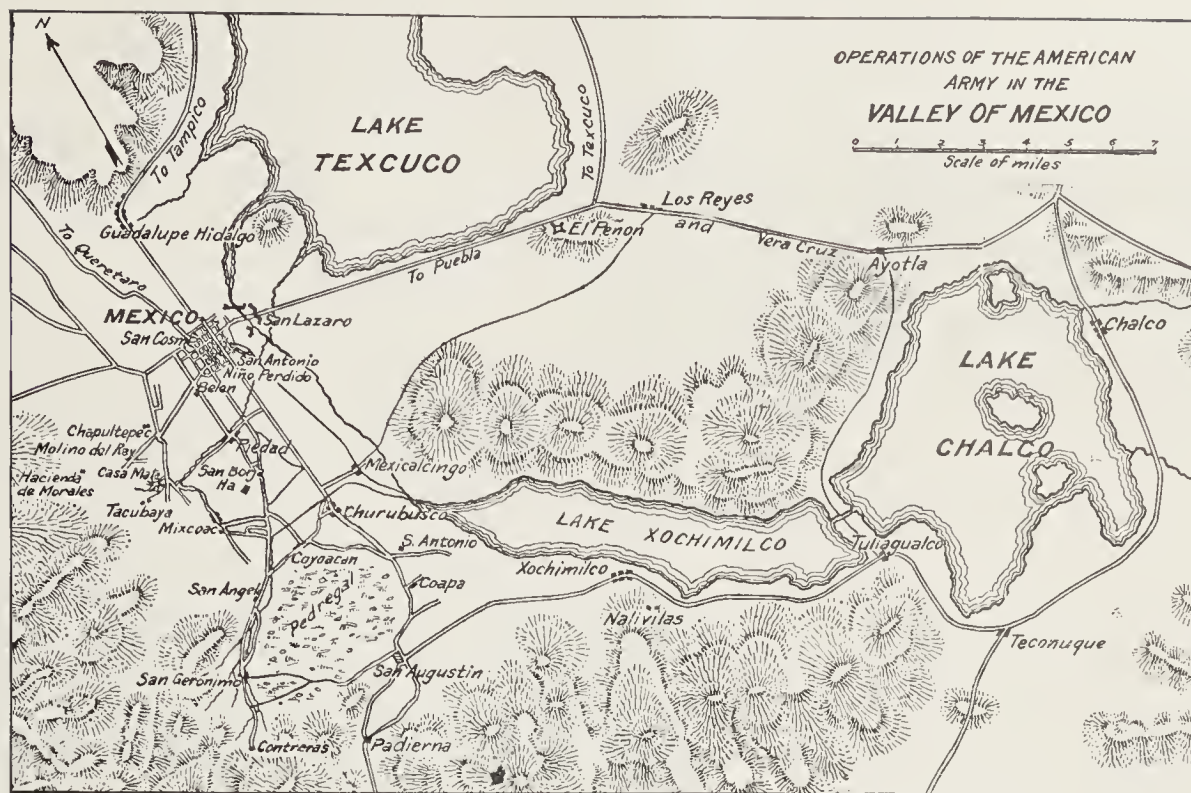 N
OPERATIONS OF THE AMERICAN
ARMY IN THE
VALLEY OF MEXICO
0 1 2 3 4 5 6 7
Scale of miles
LAKE
TEXCUCO
To Tampico
To Texcuco
Los Reyes
and
Vera Cruz
El Peñon
Guadalupe Hidalgo
To Queretaro
To Puebla
Ayotla
MEXICO
San Lazaro
San Cosm
San Antonio
Niño Perdido
Belen
Chalco
LAKE
CHALCO
Chapultepec
Molino del Ray
Piedad
Casa Mata
San Borja
Ha
Mexicalcingo
Hacienda
de Morales
Tacubaya
Mixcoac
Churubusco
LAKE XOCHIMILCO
S. Antonio
Tuliagualco
Coyoacan
Xochimilco
San Angel
Coapa
pedregal
Nativilas
Teconuque
San Geronimo
San Augustin
Contreras
Padierna